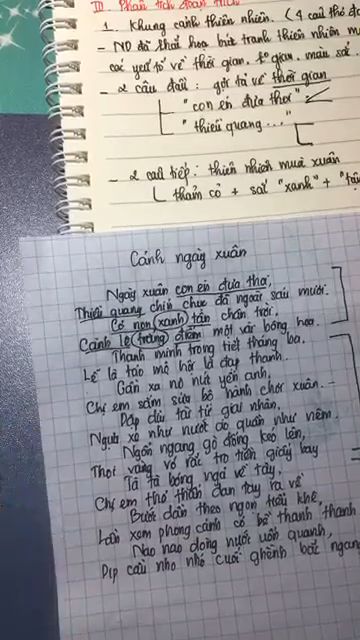 III. Phân tích đoạn trích
1. Khung cảnh thiên nhiên. (4 câu thơ đầ
- ND đã thái hoạ bức tranh thiên nhiên m
các yếu tố về thời gian, ko gian, màu sắ
- 2 câu đầu: gợi tả về thời gian
"con én đưa thoi"
"thiều quang..."
- 2 câu tiếp: thiên nhiên mùa xuân
thảm cỏ + sắc "xanh" +
Cảnh ngày xuân
Ngày xuân con én đưa thoi,
Thiều quang chín chục đã ngoài sáu mươi.
Cỏ non (xanh) tận chân trời,
Cành lê (trắng) điểm một vài bông hoa.
Thanh minh trong tiết tháng ba,
Lễ là tảo mộ hội là đạp thanh.
Gần xa nô nức yến anh,
Chị em sắm sửa bộ hành chơi xuân.
Dập dìu tài tử giai nhân,
Ngựa xe như nước áo quần như nêm.
Ngổn ngang gò đống kéo lên,
Thoi vàng vó rắc tro tiền giấy bay
Tà tà bóng ngả về tây,
Chị em thơ thẩn dan tay ra về
Bước dần theo ngọn tiểu khê,
Lần xem phong cảnh có bề thanh thanh
Nao nao dòng nước uốn quanh,
Dịp cầu nho nhỏ cuối ghềnh bắc ngang